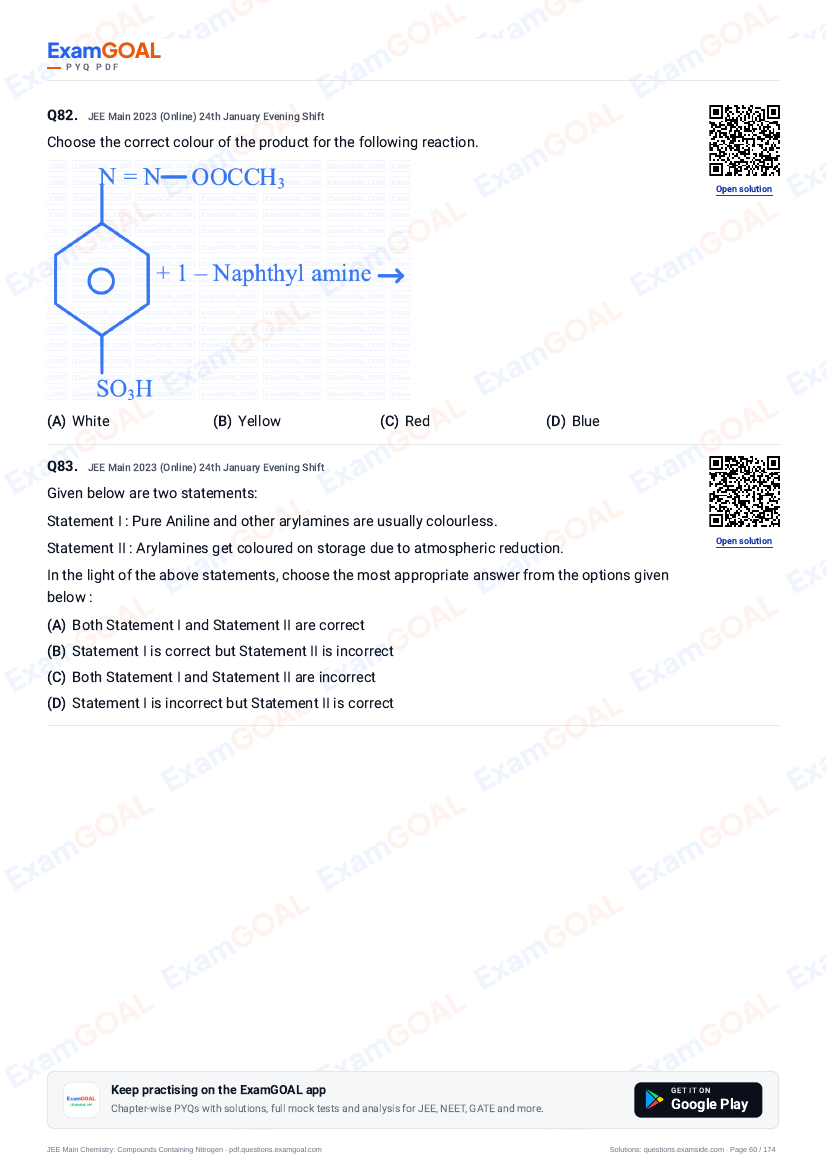 ExamGOAL
PYQ PDF
Q82. JEE Main 2023 (Online) 24th January Evening Shift
Choose the correct colour of the product for the following reaction.
Open solution
N = N— OOCCH₃
+ 1 – Naphthyl amine →
SO₃H
(A) White (B) Yellow (C) Red (D) Blue
Q83. JEE Main 2023 (Online) 24th January Evening Shift
Given below are two statements:
Statement I : Pure Aniline and other arylamines are usually colourless.
Statement II : Arylamines get coloured on storage due to atmospheric reduction.
Open solution
In the light of the above statements, choose the most appropriate answer from the options given
below :
(A) Both Statement I and Statement II are correct
(B) Statement I is correct but Statement II is incorrect
(C) Both Statement I and Statement II are incorrect
(D) Statement I is incorrect but Statement II is correct
Keep practising on the ExamGOAL app
Chapter-wise PYQs with solutions, full mock tests and analysis for JEE, NEET, GATE and more.
GET IT ON
Google Play
JEE Main Chemistry: Compounds Containing Nitrogen · pdf.questions.examgoal.com
Solutions: questions.examside.com · Page 60 / 174